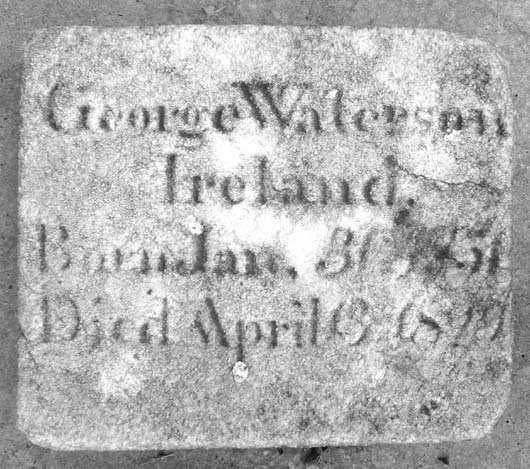 George Waterson
Ireland.
Born Jan.
Died April